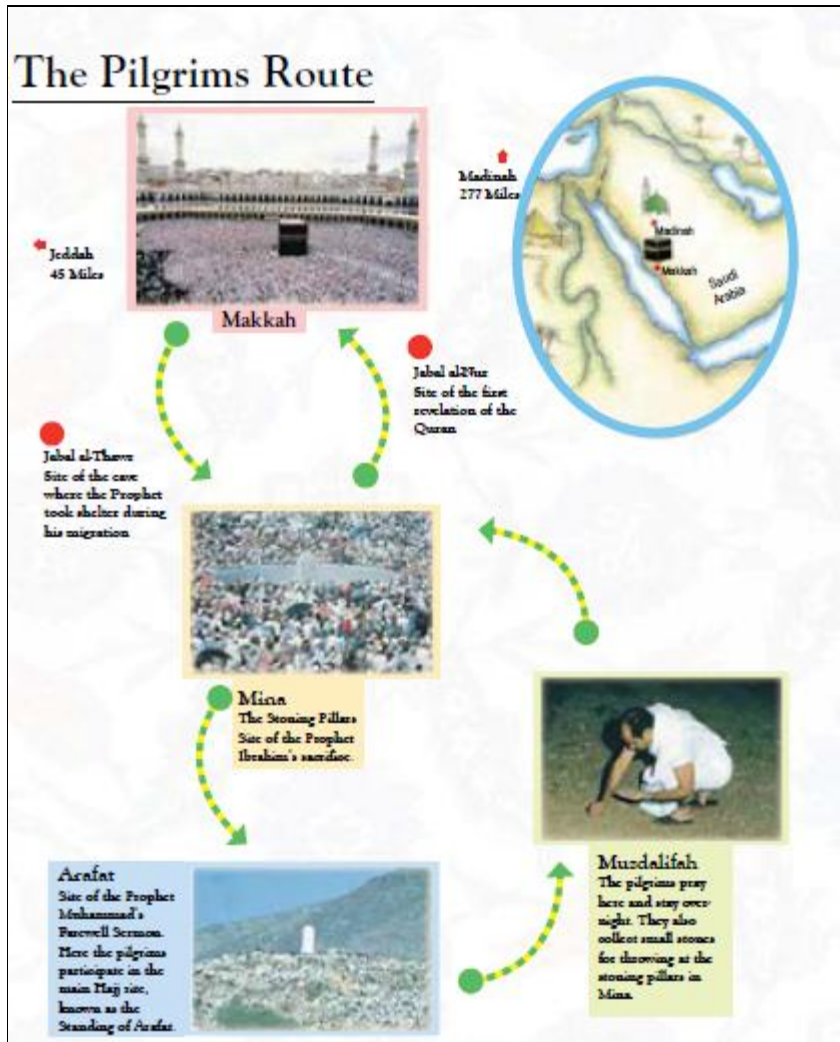 The Pilgrims Route
Madinah
277 Miles
Madinah
Makkah
Saudi
Arabia
Jeddah
45 Miles
Makkah
Jabal al-Nur
Site of the first
revelation of the
Quran
Jabal al-Thawr
Site of the cave
where the Prophet
took shelter during
his migration
Mina
The Stoning Pillars
Site of the Prophet
Ibrahim's sacrifice.
Muzdalifah
The pilgrims pray
here and stay over-
night. They also
collect small stones
for throwing at the
stoning pillars in
Mina.
Arafat
Site of the Prophet
Muhammad's
Farewell Sermon.
Here the pilgrims
participate in the
main Hajj rite,
known as the
Standing of Arafat.